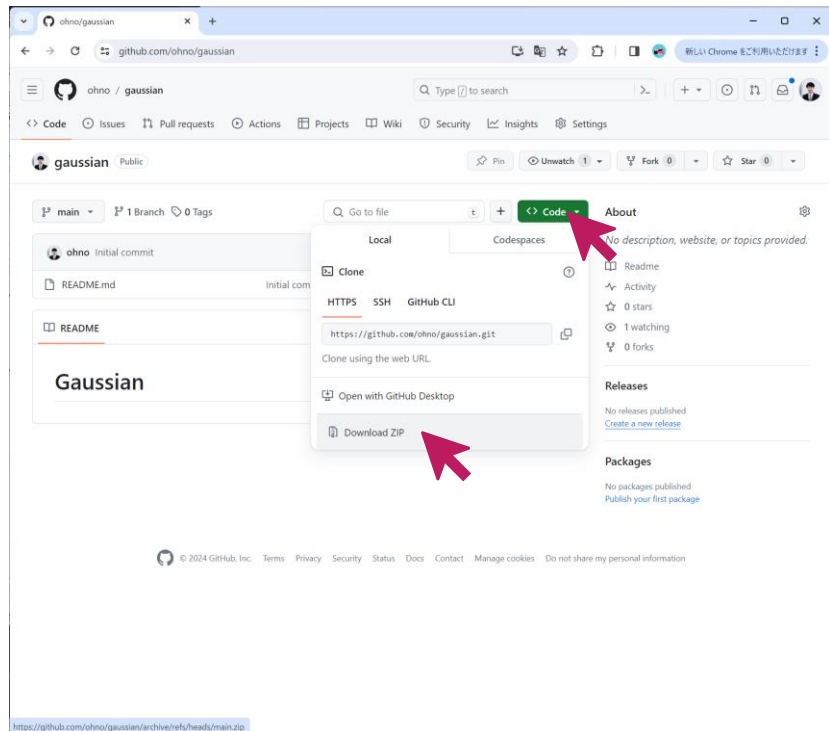 ohno/gaussian
github.com/ohno/gaussian
新しい Chrome をご利用いただけます
ohno / gaussian
Type / to search
Code Issues Pull requests Actions Projects Wiki Security Insights Settings
gaussian Public
Pin Unwatch 1 Fork 0 Star 0
main 1 Branch 0 Tags
Go to file t
Code
About
ohno Initial commit
Local Codespaces
No description, website, or topics provided.
README.md Initial com
Clone
Readme
HTTPS SSH GitHub CLI
Activity
0 stars
README
https://github.com/ohno/gaussian.git
1 watching
Clone using the web URL.
0 forks
Gaussian
Open with GitHub Desktop
Releases
No releases published
Create a new release
Download ZIP
Packages
No packages published
Publish your first package
© 2024 GitHub, Inc. Terms Privacy Security Status Docs Contact Manage cookies Do not share my personal information
https://github.com/ohno/gaussian/archive/refs/heads/main.zip